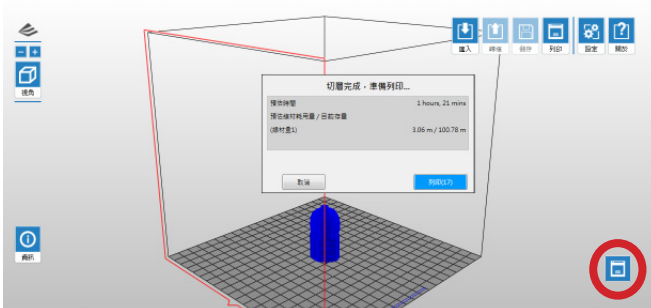 匯入
轉檔
儲存
列印
設定
關於
視角
切層完成，準備列印...
預估時間 1 hours, 21 mins
預估線材耗用量 / 目前存量
(線材盒1) 3.06 m / 100.78 m
取消
列印(17)
資訊